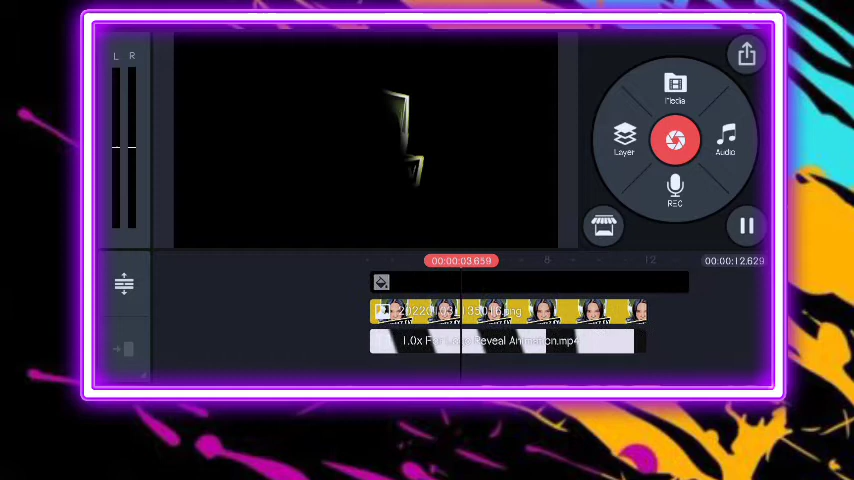 L R
Media
Layer
Audio
REC
00:00:03.659
8
12
00:00:12.629
1.0x
Reveal Animation.mp4